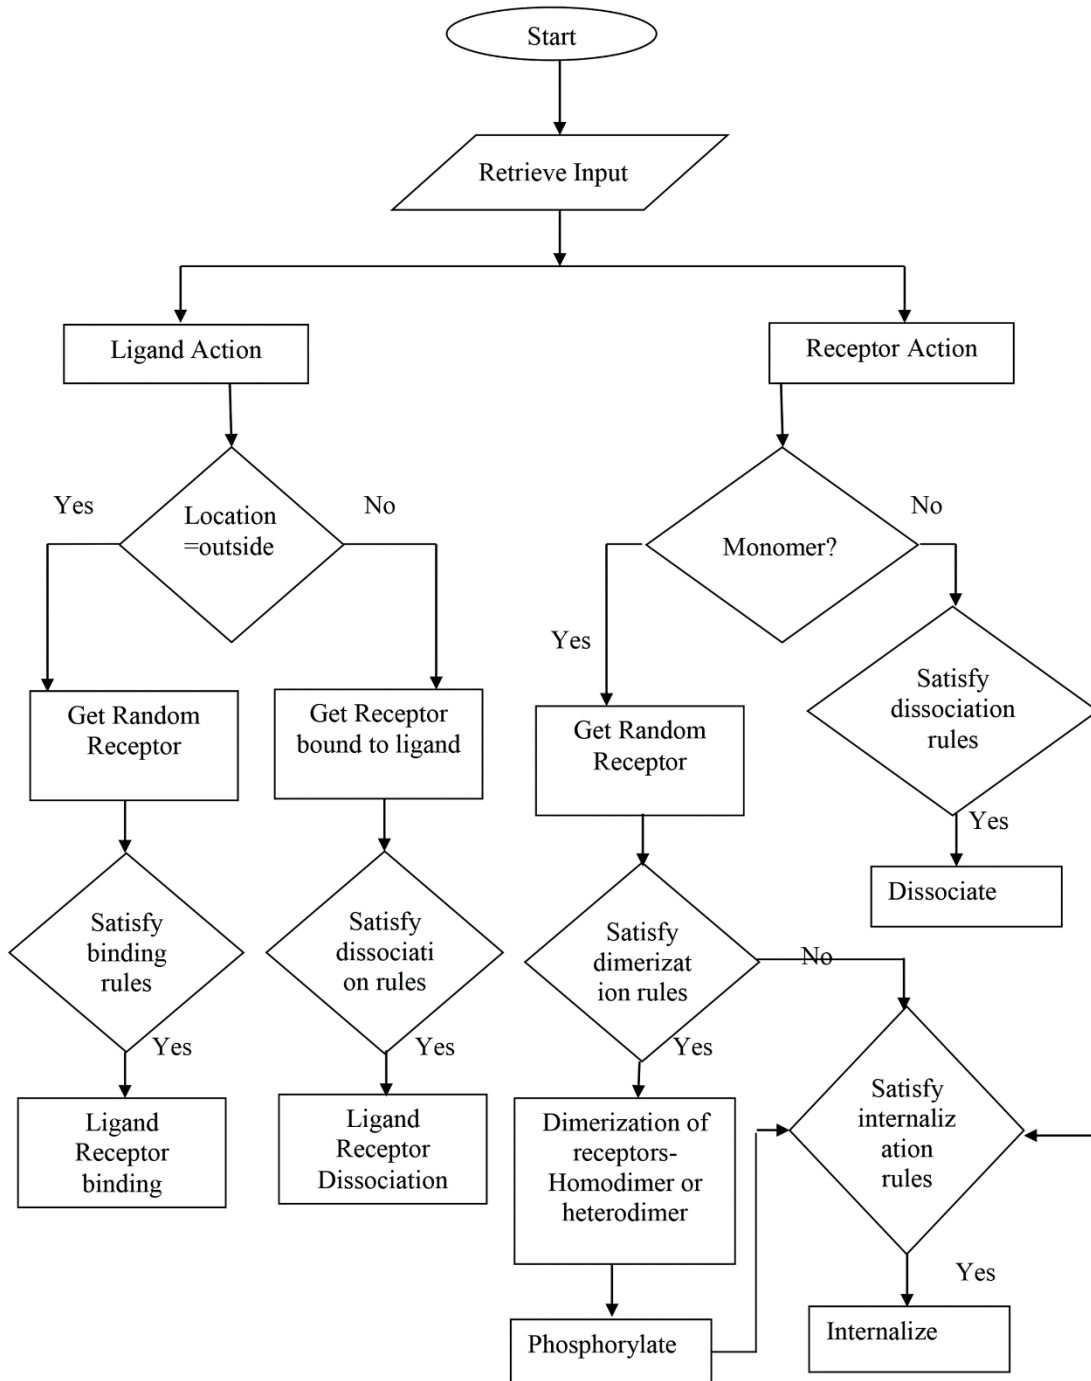 Start
Retrieve Input
Ligand Action
Receptor Action
Yes
Location
=outside
No
Monomer?
No
Yes
Get Random
Receptor
Get Receptor
bound to ligand
Get Random
Receptor
Satisfy
dissociation
rules
Yes
Dissociate
Satisfy
binding
rules
Satisfy
dissociati
on rules
Satisfy
dimerizat
ion rules
No
Yes
Yes
Yes
Ligand
Receptor
binding
Ligand
Receptor
Dissociation
Dimerization of
receptors-
Homodimer or
heterodimer
Satisfy
internaliz
ation
rules
Yes
Phosphorylate
Internalize